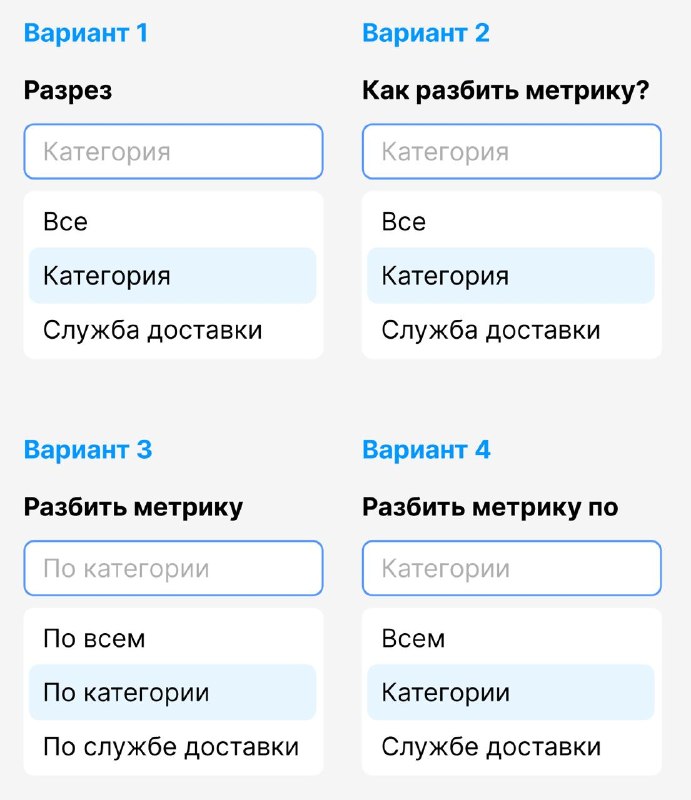 Вариант 1
Разрез
Категория
Все
Категория
Служба доставки
Вариант 2
Как разбить метрику?
Категория
Все
Категория
Служба доставки
Вариант 3
Разбить метрику
По категории
По всем
По категории
По службе доставки
Вариант 4
Разбить метрику по
Категории
Всем
Категории
Службе доставки